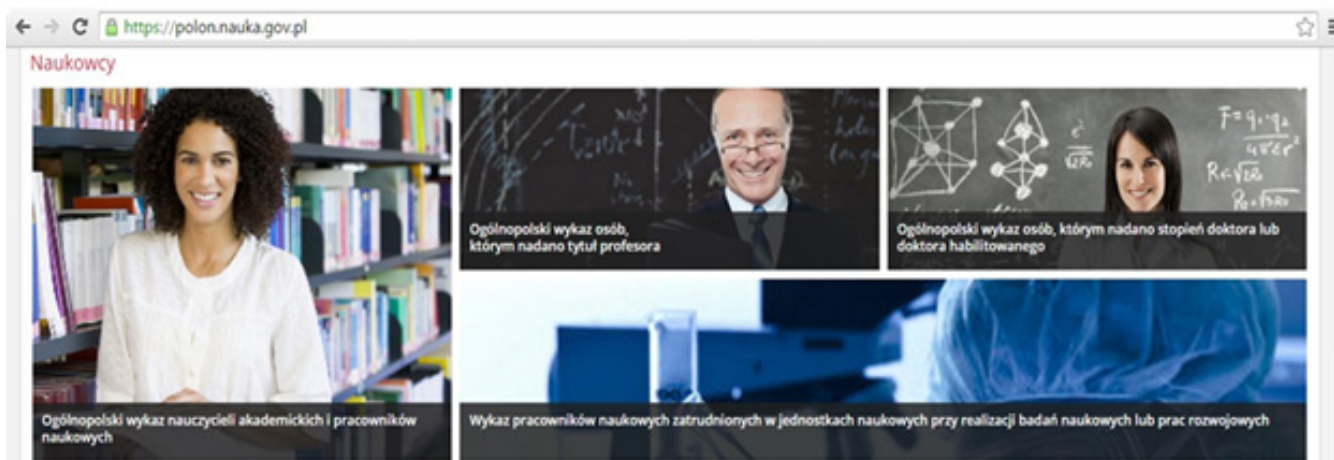 https://polon.nauka.gov.pl
Naukowcy
Ogólnopolski wykaz osób,
którym nadano tytuł profesora
Ogólnopolski wykaz osób, którym nadano stopień doktora lub
doktora habilitowanego
Ogólnopolski wykaz nauczycieli akademickich i pracowników
naukowych
Wykaz pracowników naukowych zatrudnionych w jednostkach naukowych przy realizacji badań naukowych lub prac rozwojowych